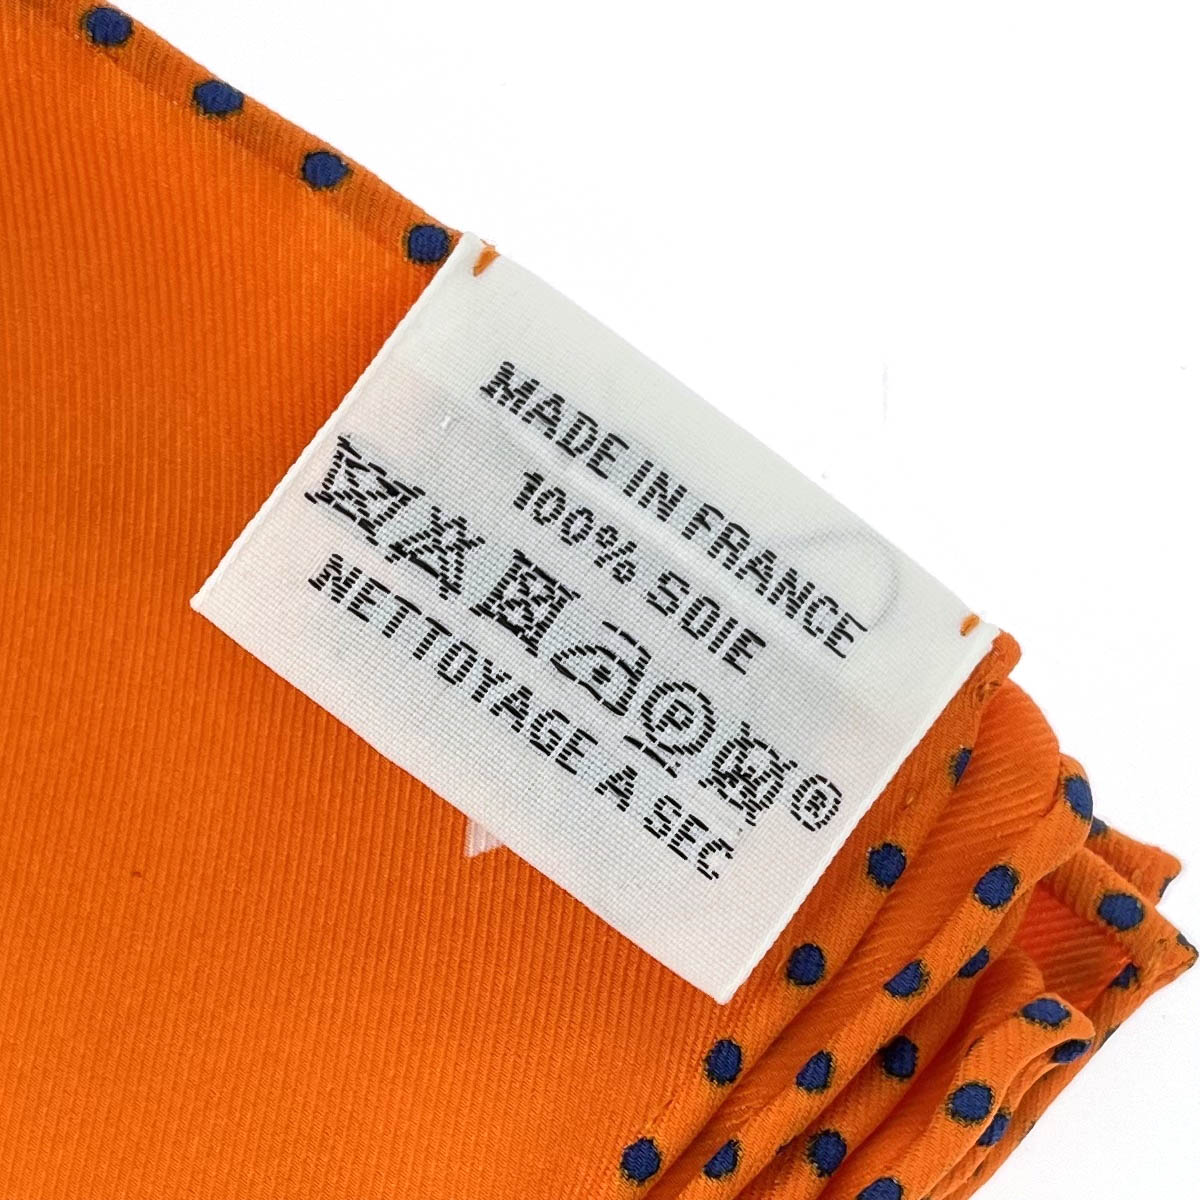 MADE IN FRANCE
100% SOIE
P W ®
NETTOYAGE A SEC